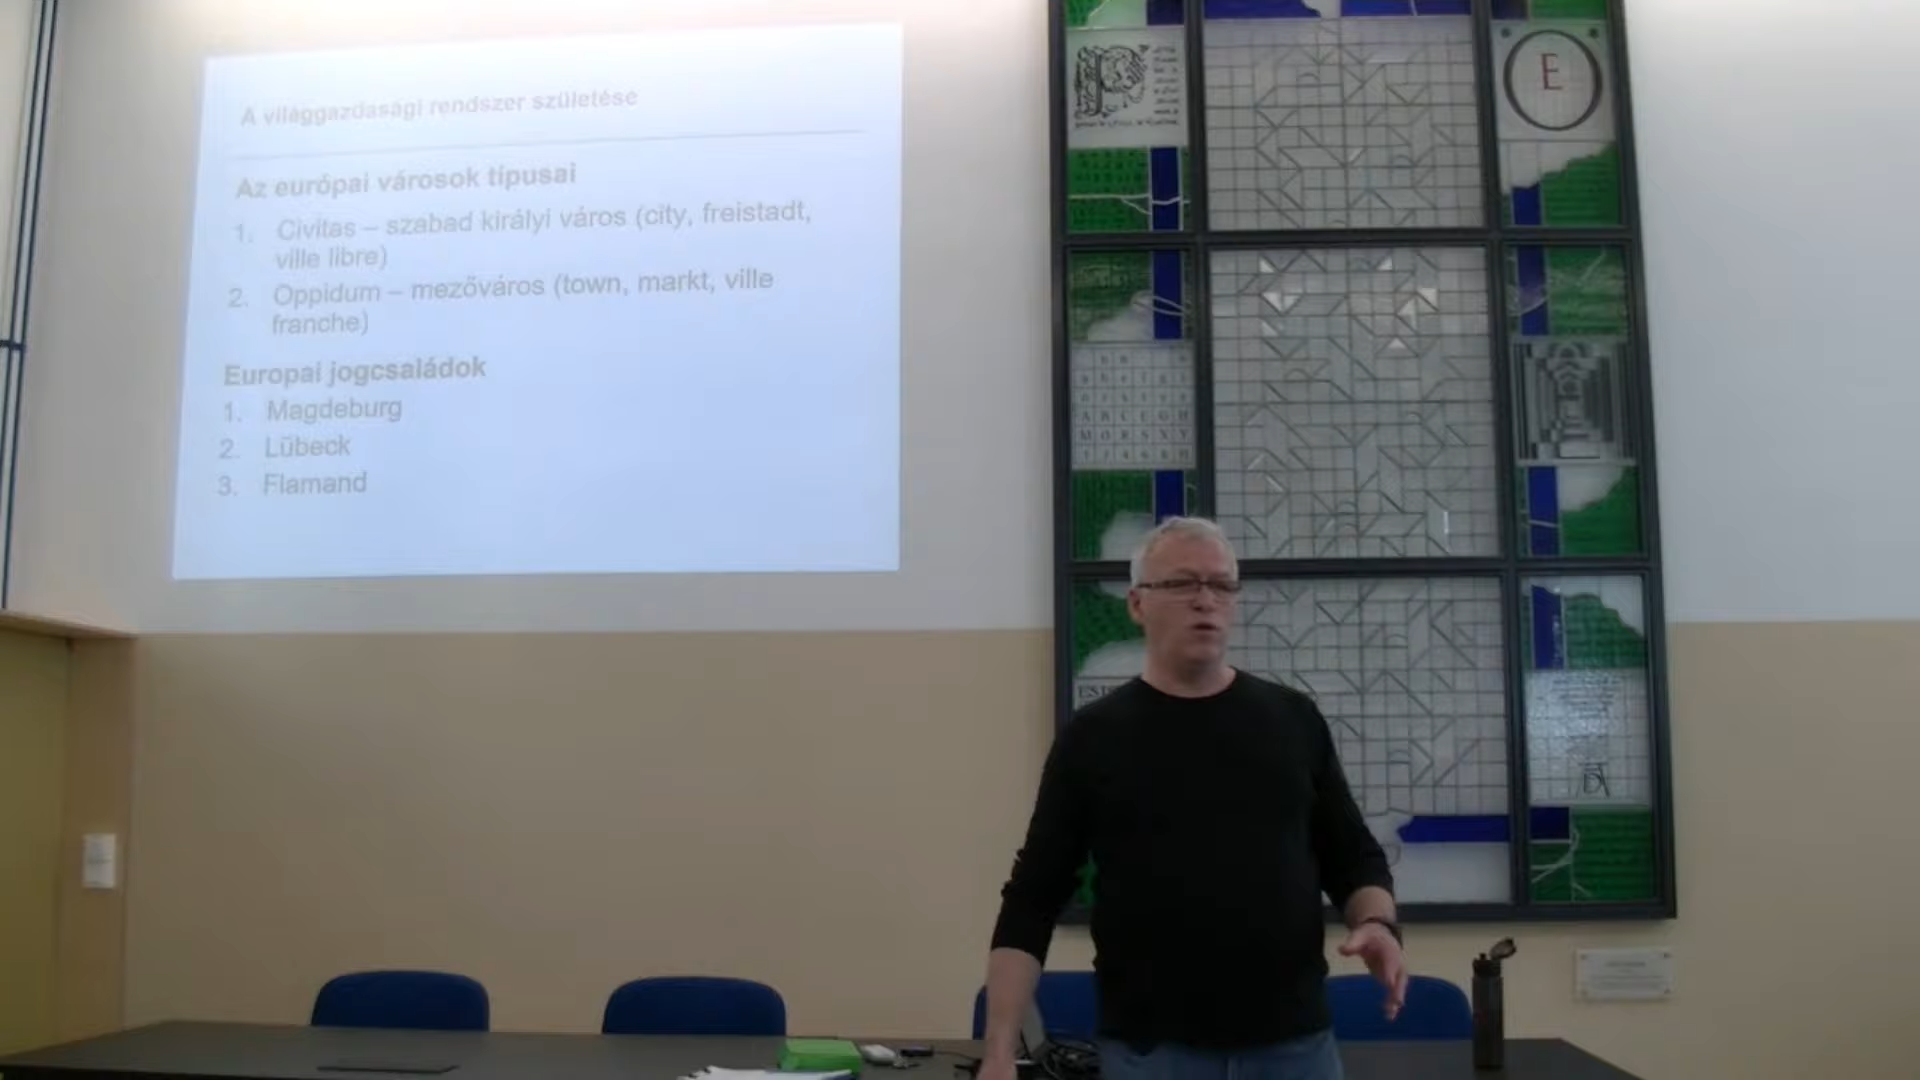 A világgazdasági rendszer születése
Az európai városok típusai
1. Civitas – szabad királyi város (city, freistadt,
ville libre)
2. Oppidum – mezőváros (town, markt, ville
franche)
Europai jogcsaládok
1. Magdeburg
2. Lübeck
3. Flamand
E